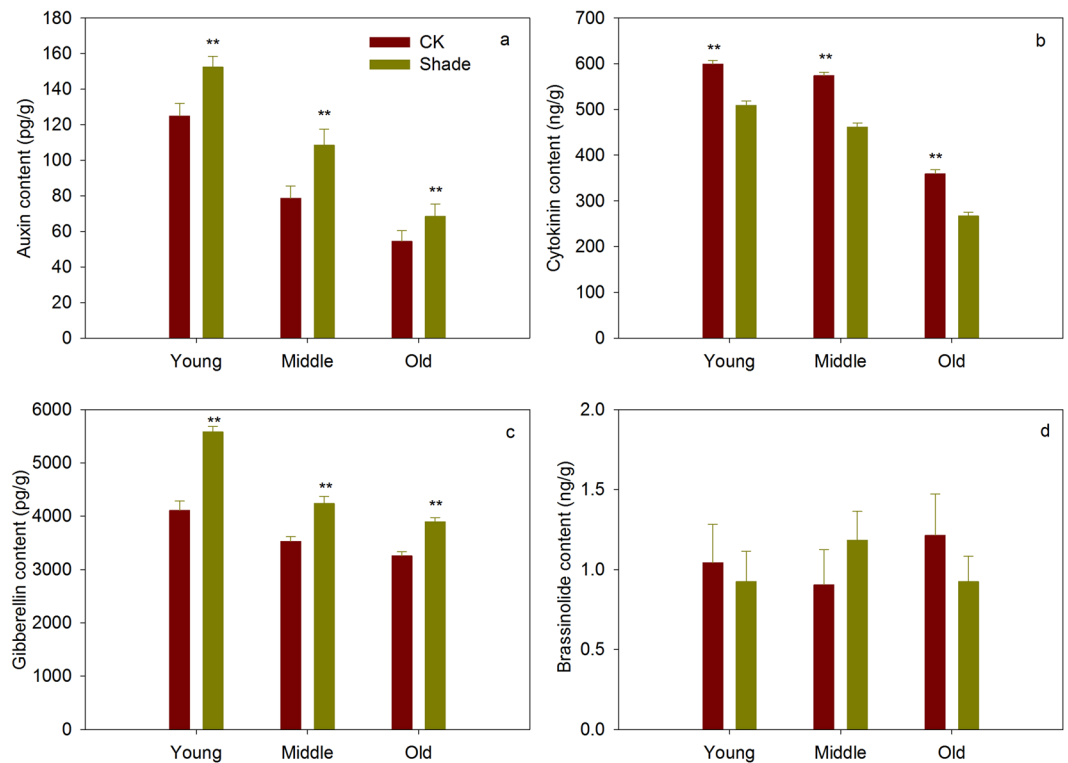 a
CK
Shade
Auxin content (pg/g)
180
160
140
120
100
80
60
40
20
0
**
**
**
Young Middle Old
b
Cytokinin content (ng/g)
700
600
500
400
300
200
100
0
**
**
**
Young Middle Old
c
Gibberellin content (pg/g)
6000
5000
4000
3000
2000
1000
0
**
**
**
Young Middle Old
d
Brassinolide content (ng/g)
2.0
1.5
1.0
0.5
0.0
Young Middle Old